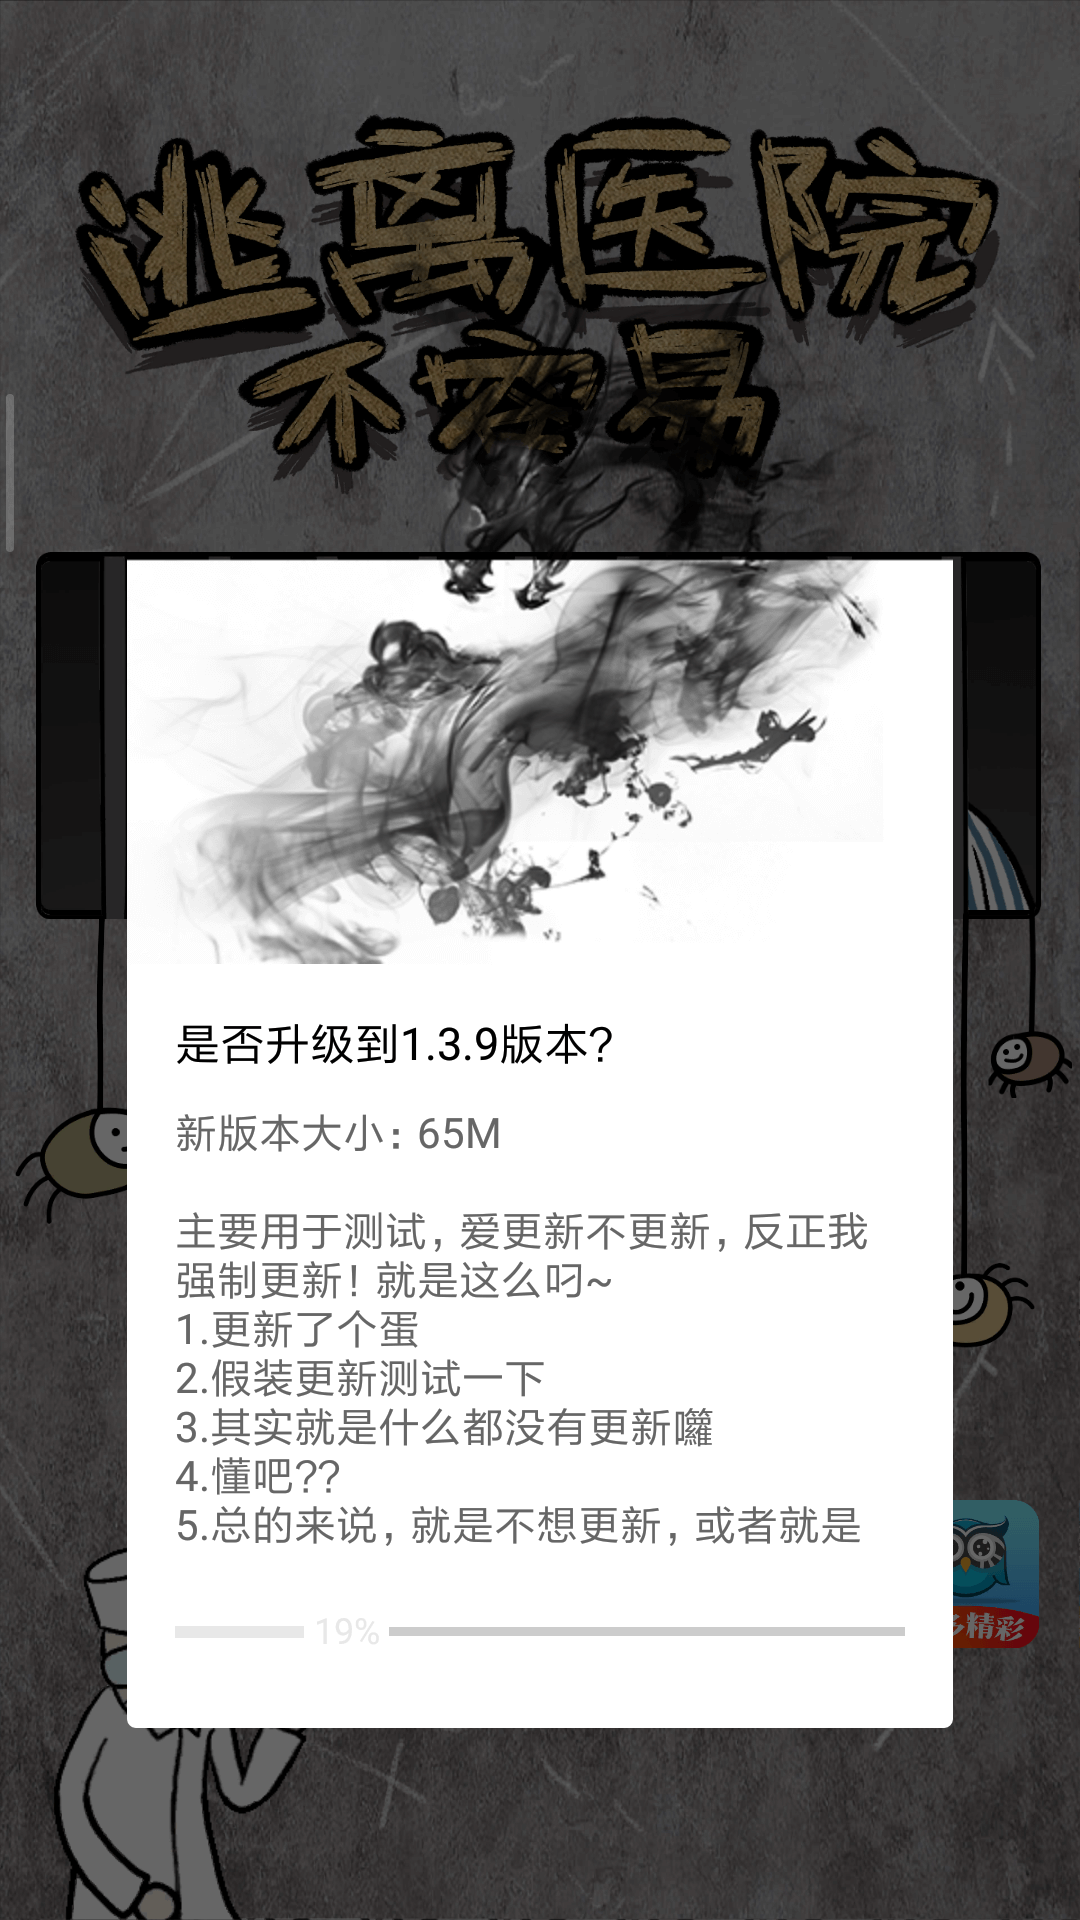 逃离医院
不容易
是否升级到1.3.9版本？
新版本大小：65M
主要用于测试，爱更新不更新，反正我
强制更新！就是这么叼~
1.更新了个蛋
2.假装更新测试一下
3.其实就是什么都没有更新囖
4.懂吧??
5.总的来说，就是不想更新，或者就是
多精彩
19%